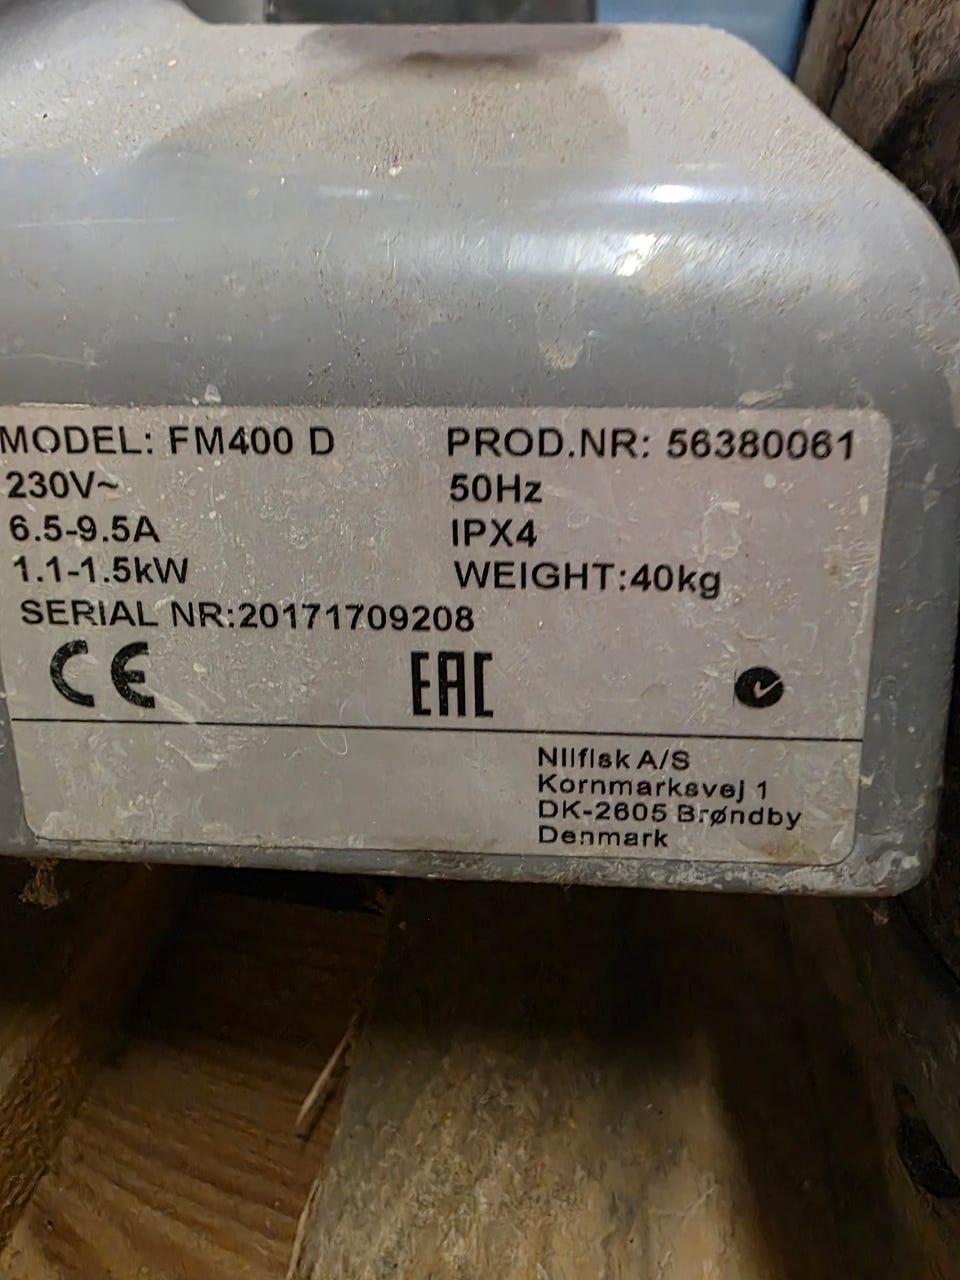 MODEL: FM400 D PROD.NR: 56380061
230V~ 50Hz
6.5-9.5A IPX4
1.1-1.5kW WEIGHT:40kg
SERIAL NR:20171709208
CE EAC
Nilfisk A/S
Kornmarksvej 1
DK-2605 Brøndby
Denmark